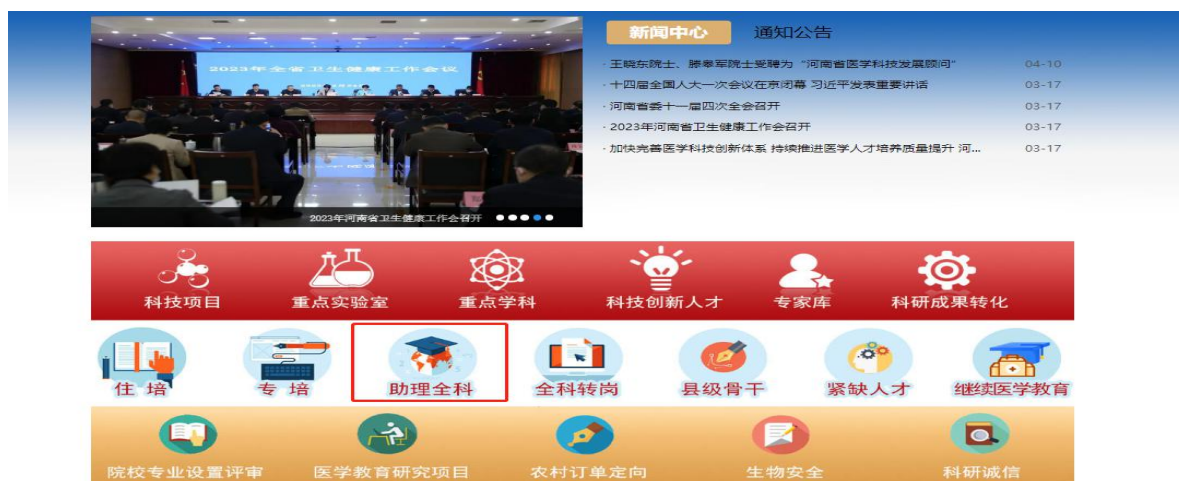 新闻中心 通知公告
2023年全省卫生健康工作会议
· 王晓东院士、滕皋军院士受聘为“河南省医学科技发展顾问” 04-10
· 十四届全国人大一次会议在京闭幕 习近平发表重要讲话 03-17
· 河南省委十一届四次全会召开 03-17
· 2023年河南省卫生健康工作会召开 03-17
· 加快完善医学科技创新体系 持续推进医学人才培养质量提升 河... 03-17
2023年河南省卫生健康工作会召开
科技项目 重点实验室 重点学科 科技创新人才 专家库 科研成果转化
住 培 专 培 助理全科 全科转岗 县级骨干 紧缺人才 继续医学教育
院校专业设置评审 医学教育研究项目 农村订单定向 生物安全 科研诚信